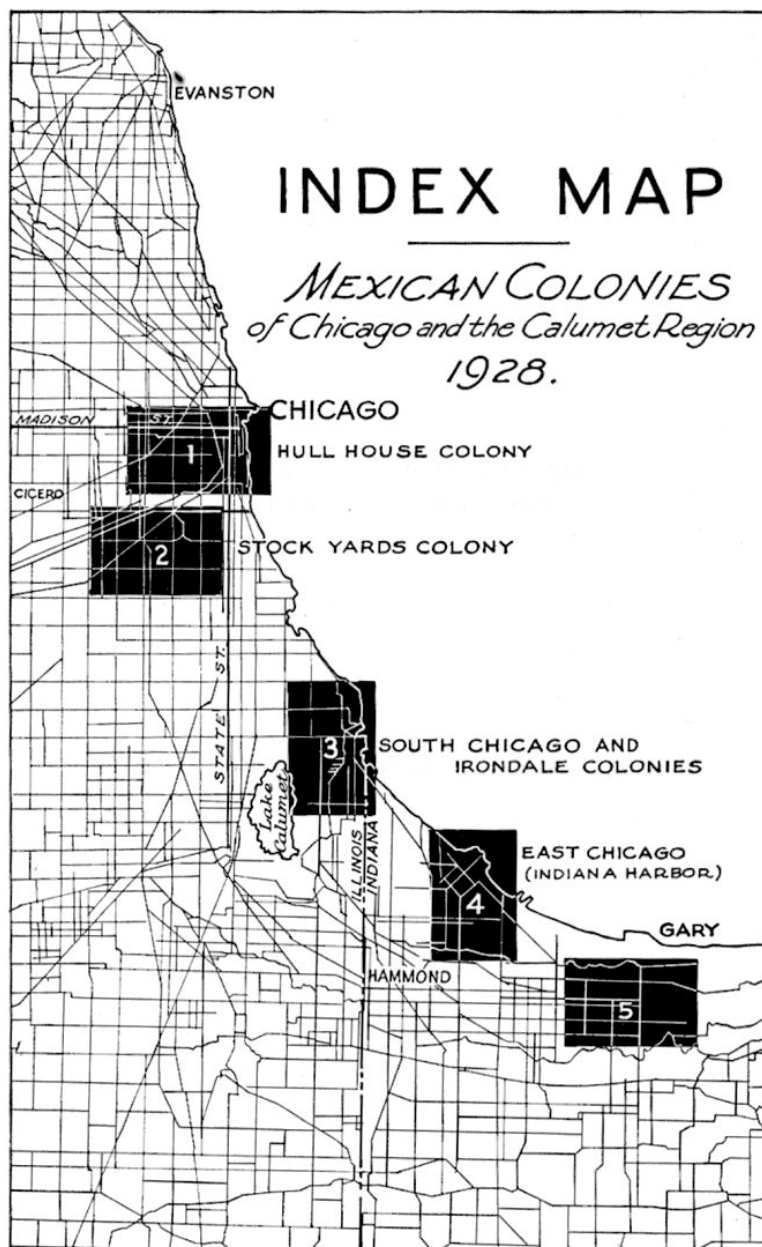 EVANSTON
INDEX MAP
MEXICAN COLONIES
of Chicago and the Calumet Region
1928.
CHICAGO
MADISON ST.
1
HULL HOUSE COLONY
CICERO
2
STOCK YARDS COLONY
STATE ST.
3
SOUTH CHICAGO AND
IRONDALE COLONIES
Lake
Calumet
ILLINOIS
INDIANA
EAST CHICAGO
(INDIANA HARBOR)
4
GARY
HAMMOND
5